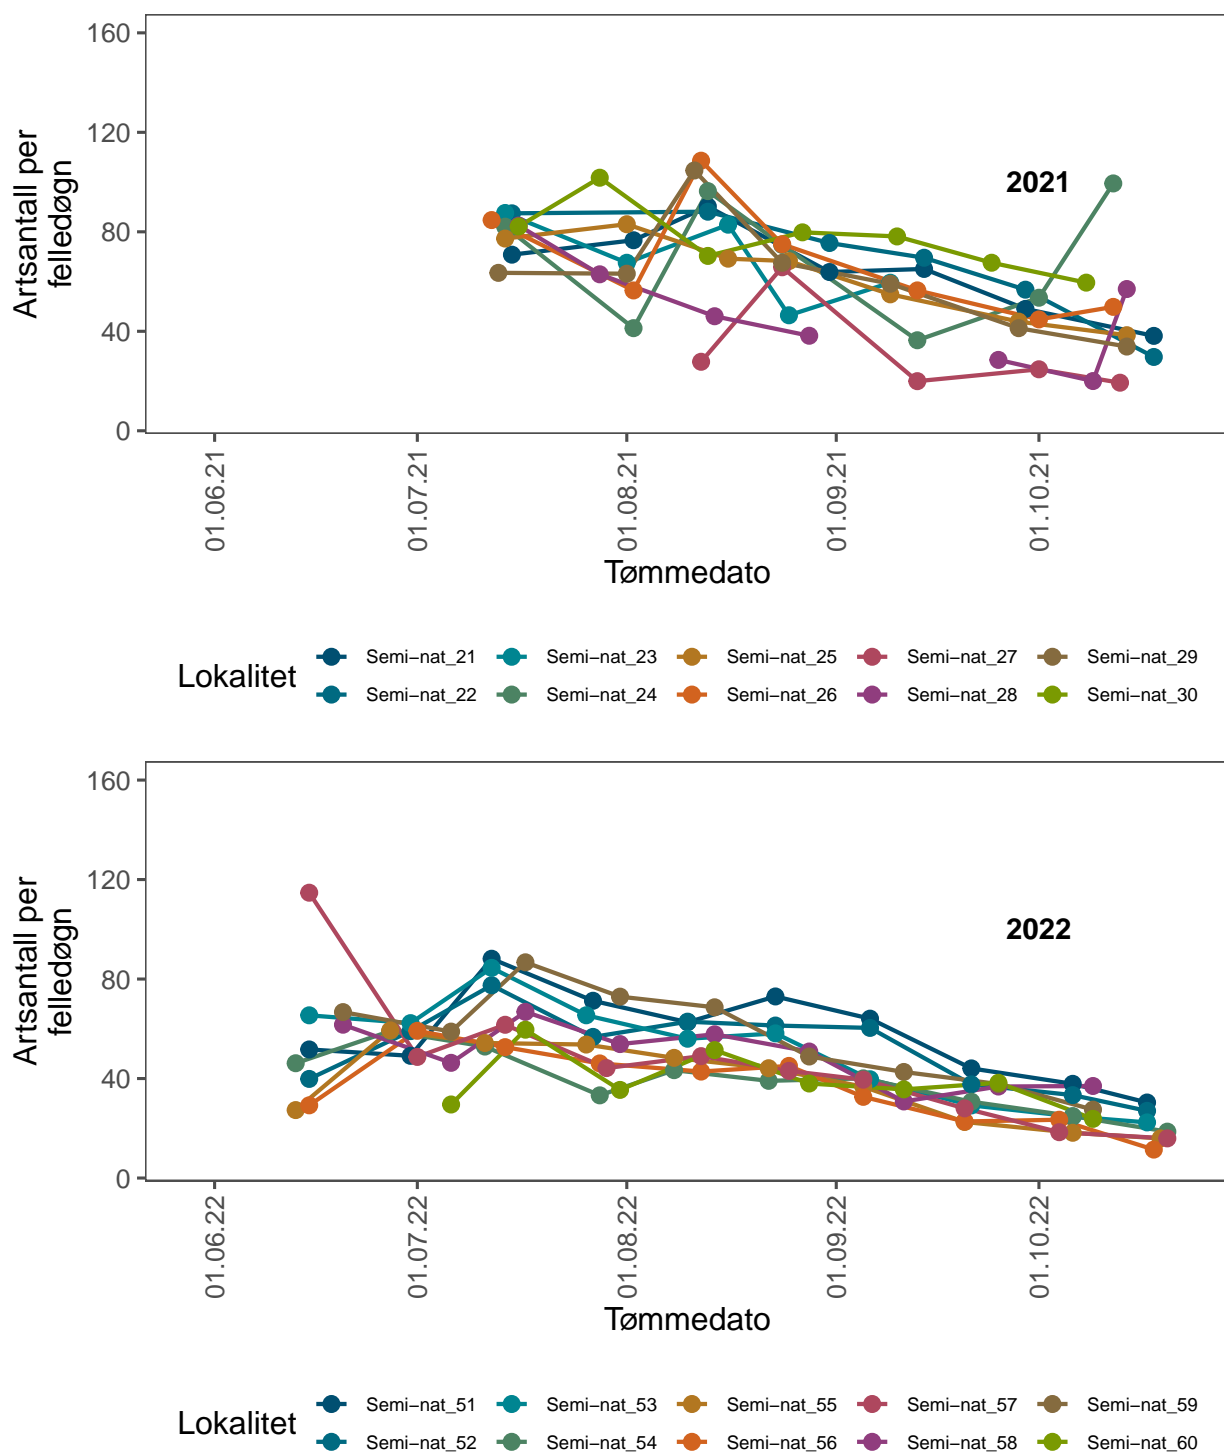 160
120
80
40
0
Artsantall per
felledøgn
2021
01.06.21
01.07.21
01.08.21
01.09.21
01.10.21
Tømmedato
Lokalitet
Semi−nat_21
Semi−nat_23
Semi−nat_25
Semi−nat_27
Semi−nat_29
Semi−nat_22
Semi−nat_24
Semi−nat_26
Semi−nat_28
Semi−nat_30
160
120
80
40
0
Artsantall per
felledøgn
2022
01.06.22
01.07.22
01.08.22
01.09.22
01.10.22
Tømmedato
Lokalitet
Semi−nat_51
Semi−nat_53
Semi−nat_55
Semi−nat_57
Semi−nat_59
Semi−nat_52
Semi−nat_54
Semi−nat_56
Semi−nat_58
Semi−nat_60